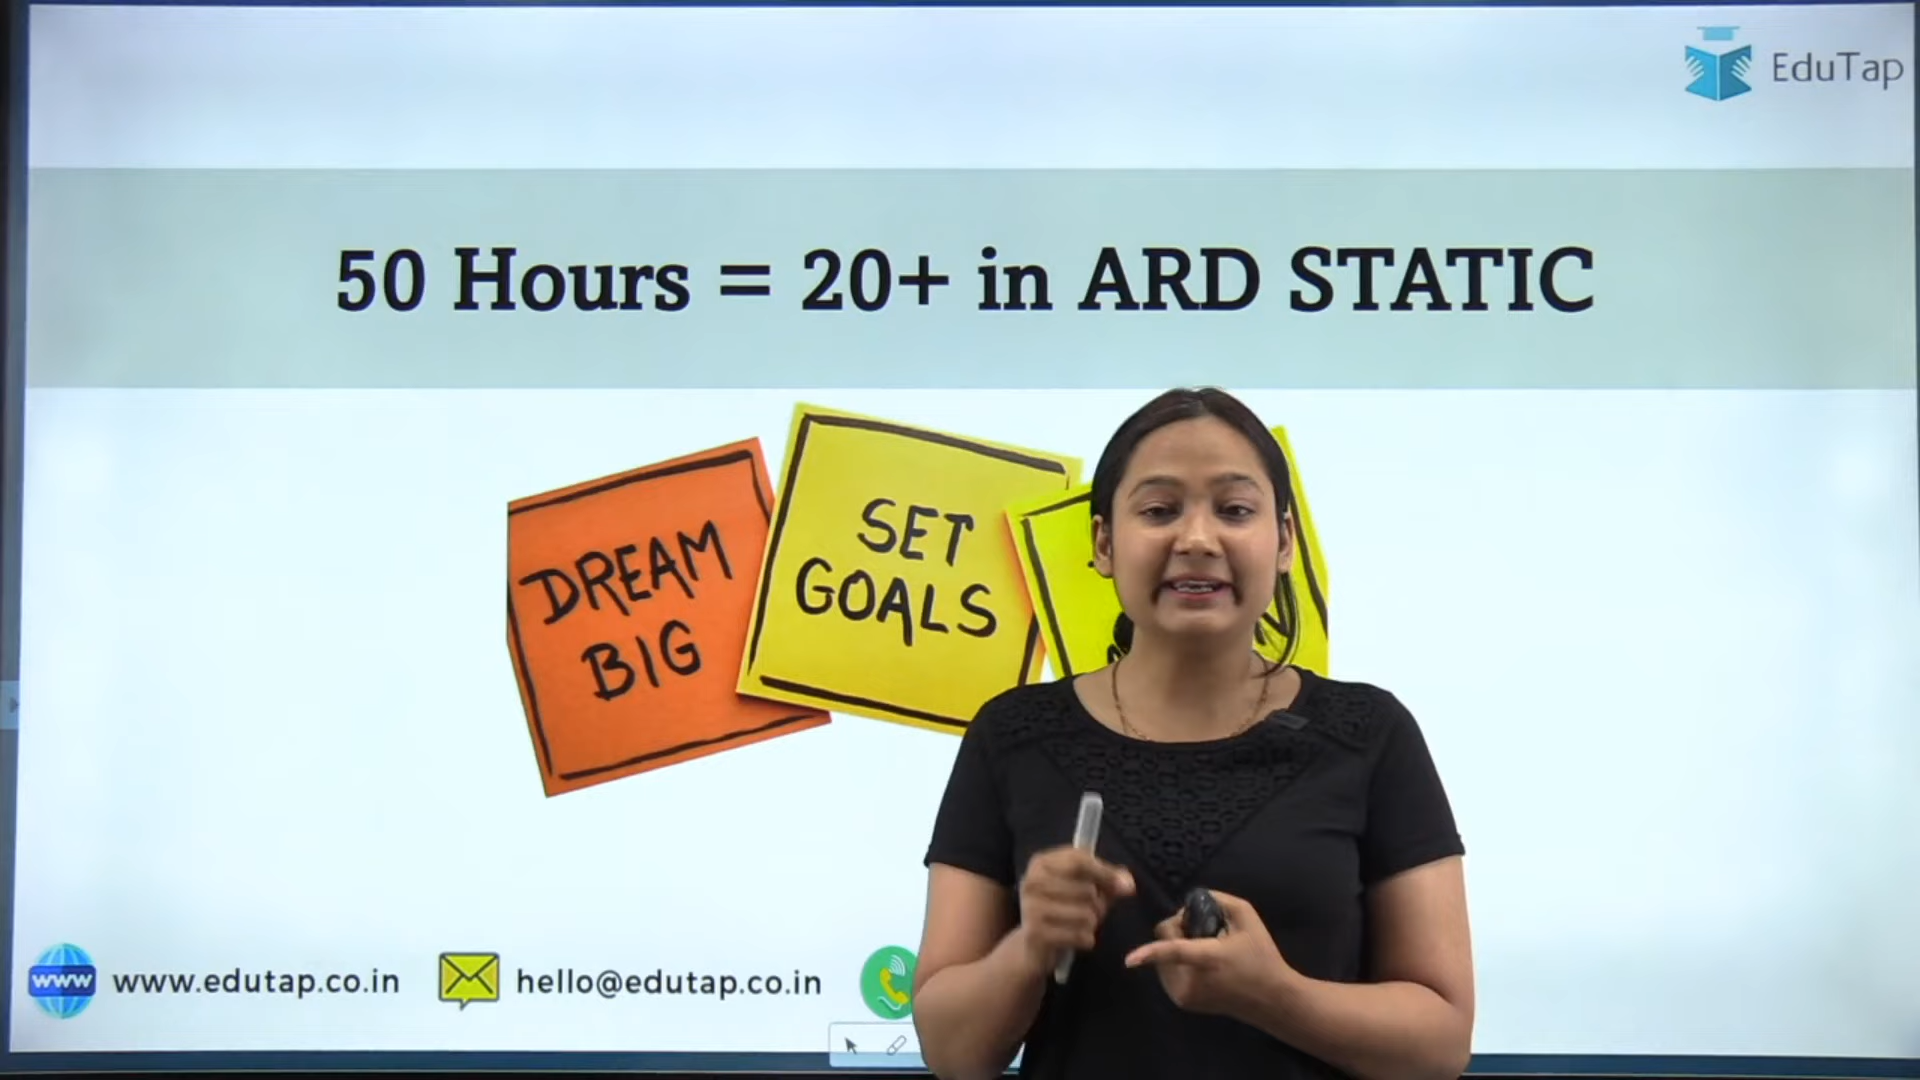 EduTap
50 Hours = 20+ in ARD STATIC
DREAM
BIG
SET
GOALS
www
www.edutap.co.in
hello@edutap.co.in